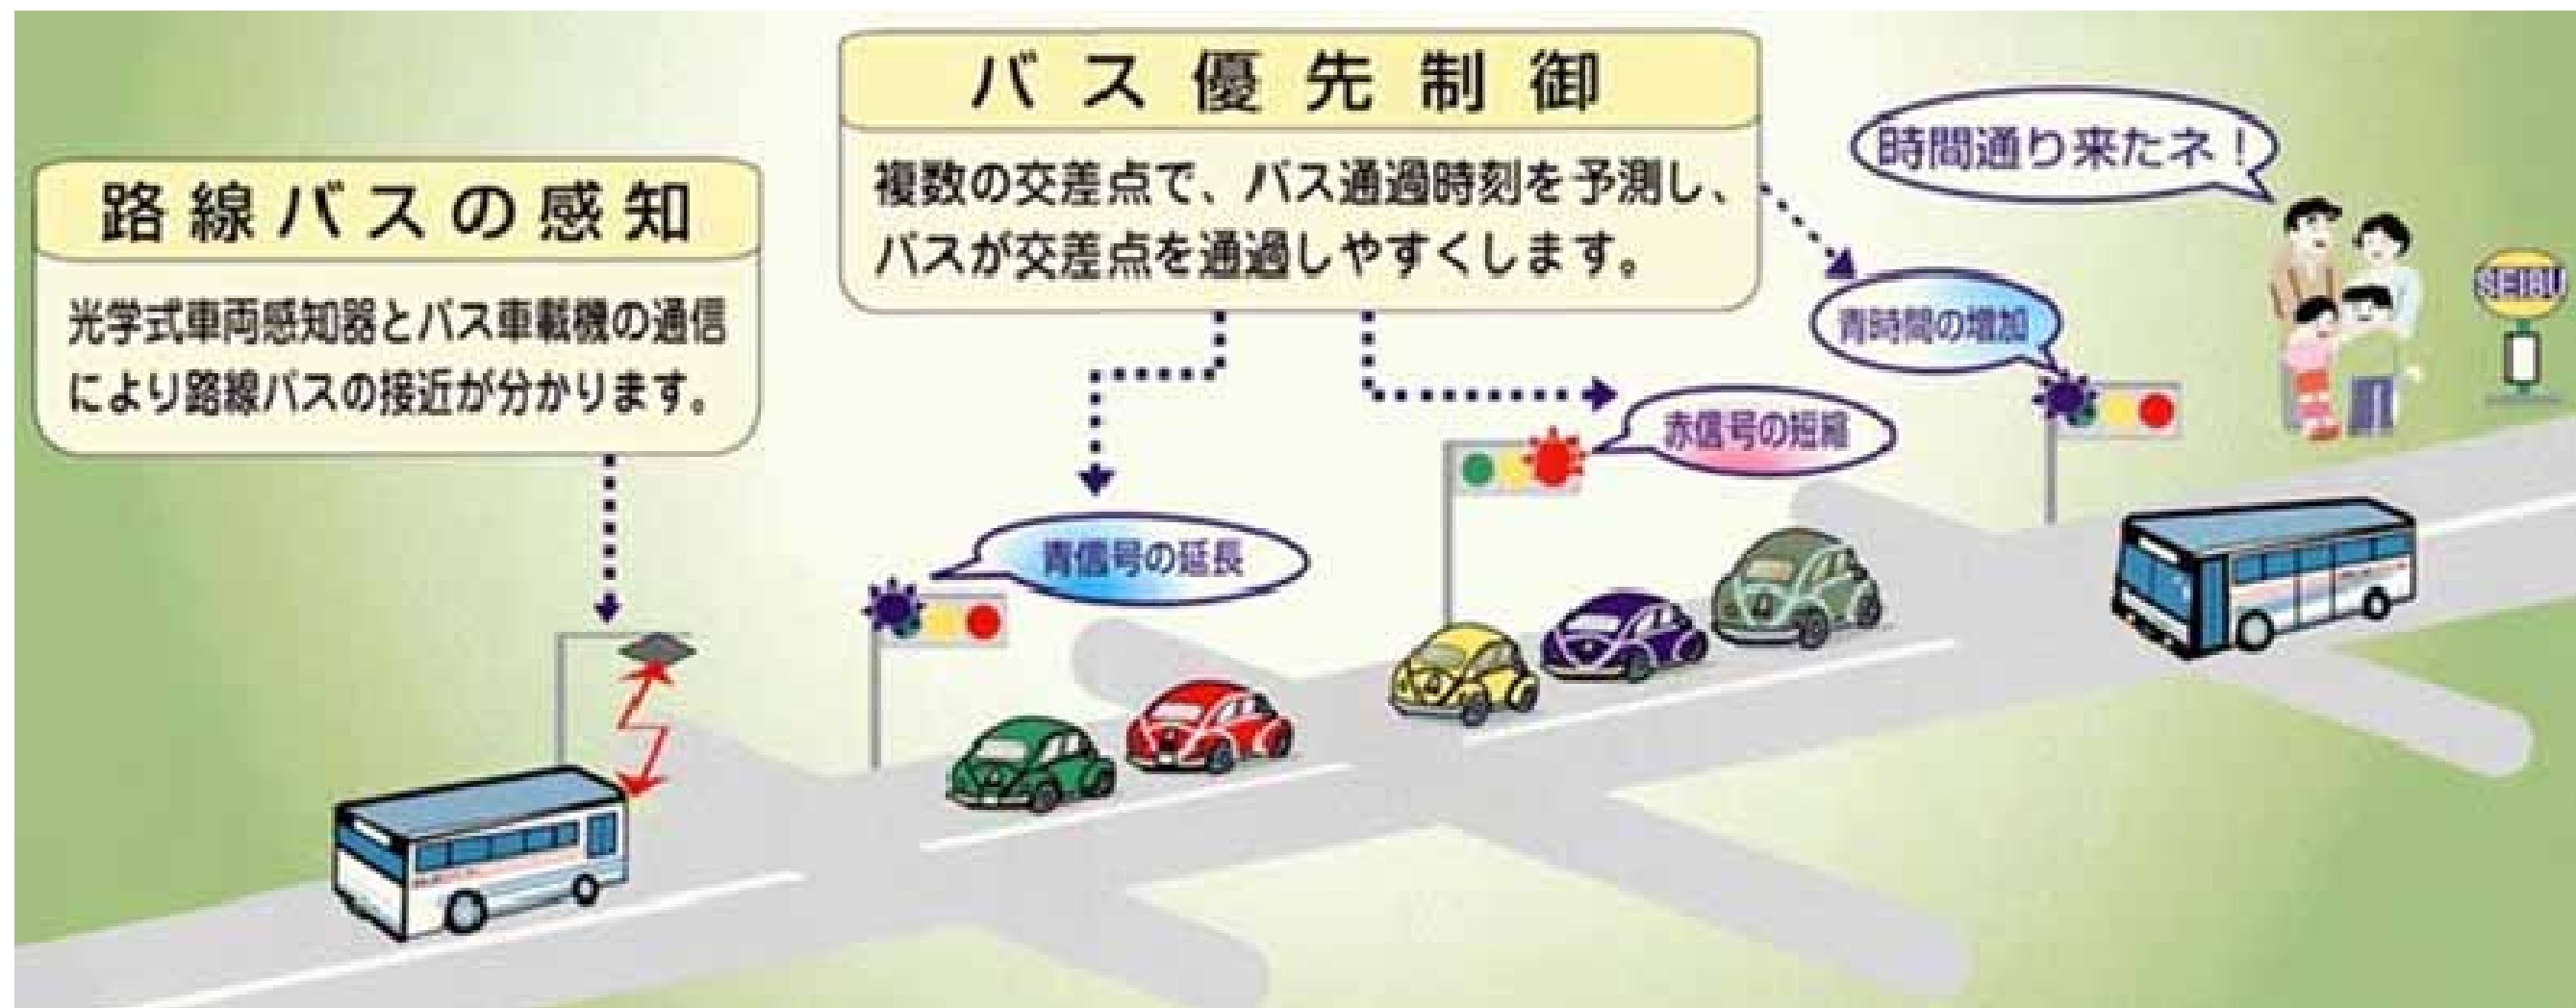 路線バスの感知
光学式車両感知器とバス車載機の通信
により路線バスの接近が分かります。
バス優先制御
複数の交差点で、バス通過時刻を予測し、
バスが交差点を通過しやすくします。
青信号の延長
赤信号の短縮
青時間の増加
時間通り来たネ！
SEIBU